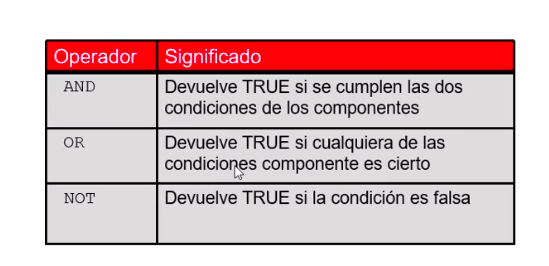 Operador Significado
AND Devuelve TRUE si se cumplen las dos
condiciones de los componentes
OR Devuelve TRUE si cualquiera de las
condiciones componente es cierto
NOT Devuelve TRUE si la condición es falsa